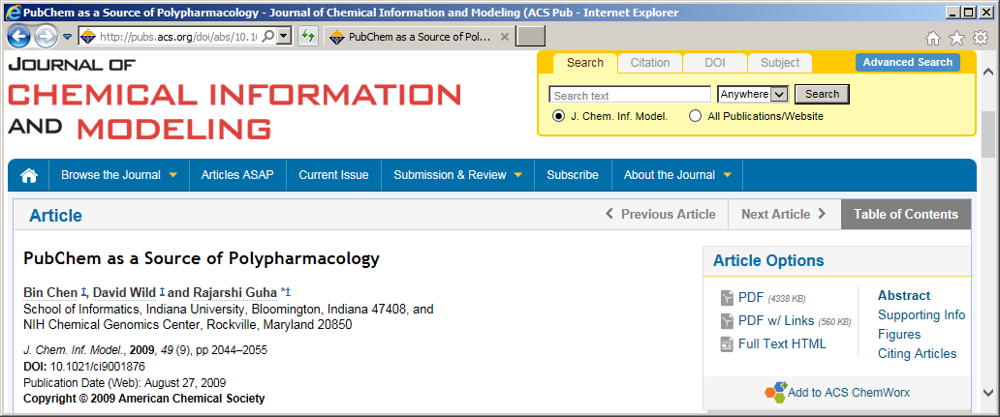 PubChem as a Source of Polypharmacology - Journal of Chemical Information and Modeling (ACS Pub - Internet Explorer
http://pubs.acs.org/doi/abs/10.10
PubChem as a Source of Pol...
JOURNAL OF
CHEMICAL INFORMATION
AND MODELING
Search Citation DOI Subject Advanced Search
Search text Anywhere Search
J. Chem. Inf. Model. All Publications/Website
Browse the Journal Articles ASAP Current Issue Submission & Review Subscribe About the Journal
Article Previous Article Next Article Table of Contents
PubChem as a Source of Polypharmacology
Bin Chen ‡, David Wild ‡ and Rajarshi Guha *†
School of Informatics, Indiana University, Bloomington, Indiana 47408, and
NIH Chemical Genomics Center, Rockville, Maryland 20850
J. Chem. Inf. Model., 2009, 49 (9), pp 2044–2055
DOI: 10.1021/ci9001876
Publication Date (Web): August 27, 2009
Copyright © 2009 American Chemical Society
Article Options
PDF (4338 KB)
PDF w/ Links (560 KB)
Full Text HTML
Abstract
Supporting Info
Figures
Citing Articles
Add to ACS ChemWorx